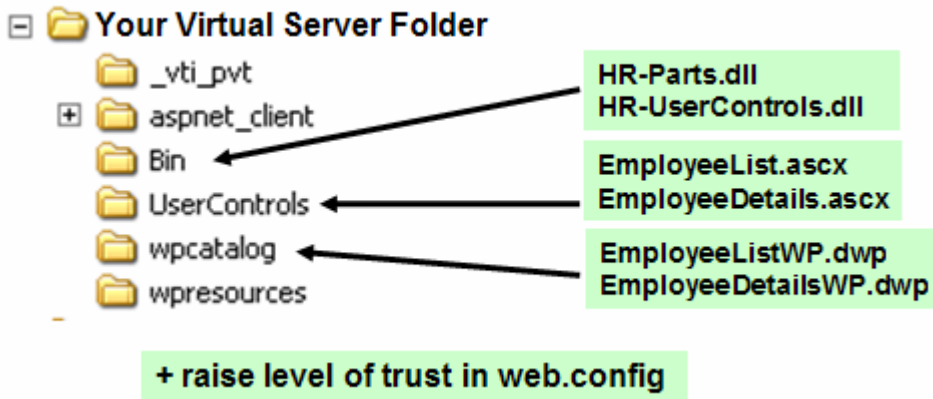 Your Virtual Server Folder
_vti_pvt
aspnet_client
Bin
UserControls
wpcatalog
wpresources
HR-Parts.dll
HR-UserControls.dll
EmployeeList.ascx
EmployeeDetails.ascx
EmployeeListWP.dwp
EmployeeDetailsWP.dwp
+ raise level of trust in web.config